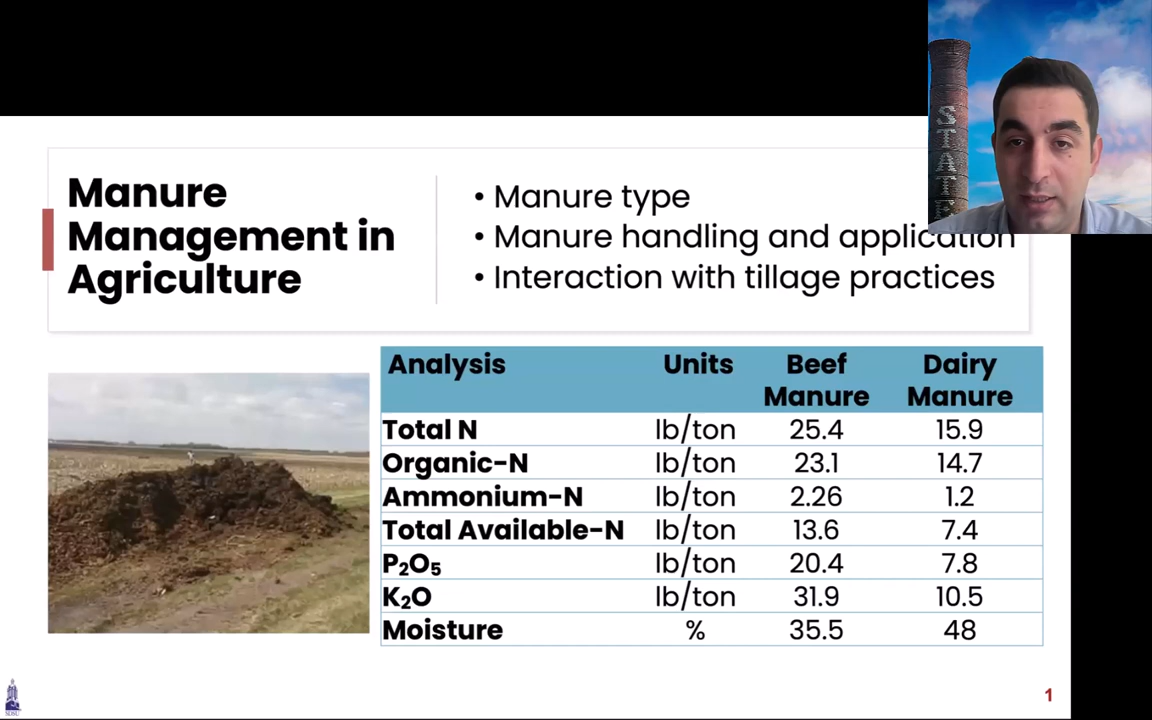 STATE
Manure
Management in
Agriculture
• Manure type
• Manure handling and application
• Interaction with tillage practices
Analysis Units Beef Manure Dairy Manure
Total N lb/ton 25.4 15.9
Organic-N lb/ton 23.1 14.7
Ammonium-N lb/ton 2.26 1.2
Total Available-N lb/ton 13.6 7.4
P₂O₅ lb/ton 20.4 7.8
K₂O lb/ton 31.9 10.5
Moisture % 35.5 48
SDSU
1